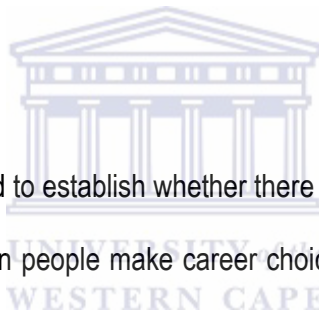 d to establish whether there
UNIVERSITY of the
n people make career choic
WESTERN CAPE